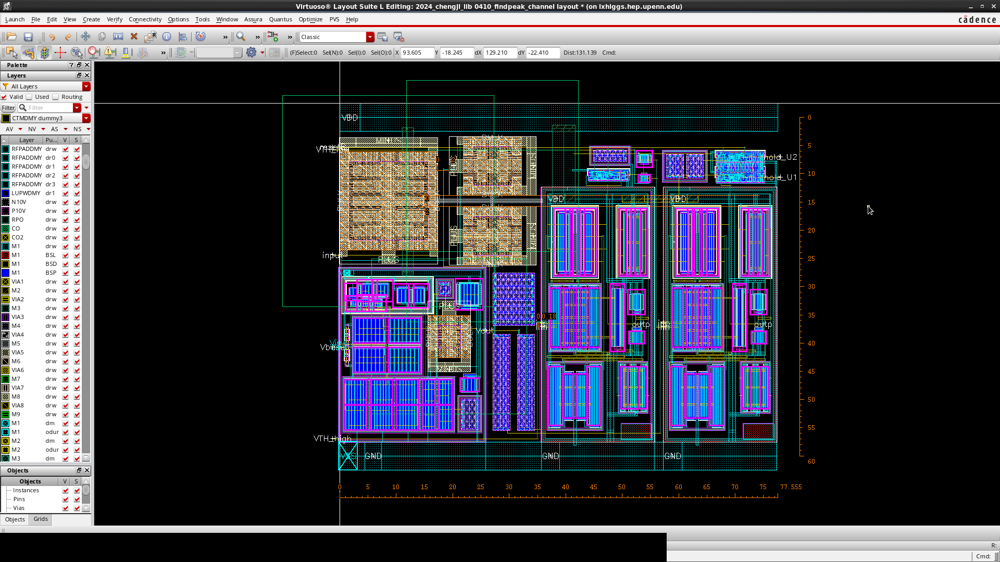 Virtuoso® Layout Suite L Editing: 2024_chengjl_lib 0410_findpeak_channel layout * (on lxhiggs.hep.upenn.edu)
Launch File Edit View Create Verify Connectivity Options Tools Window Assura Quantus Optimize PVS Help
cādence
» » » Classic
» (F)Select:0 Sel(N):0 Sel(I):0 Sel(O):0 X 93.605 Y -18.245 dX 129.210 dY -22.410 Dist:131.139 Cmd:
Palette
Layers
All Layers
Valid Used Routing
Filter Filter
CTMDMY dummy3
AV NV AS NS
Layer Pu... V S
RFPADDMY drw
RFPADDMY dr0
RFPADDMY dr1
RFPADDMY dr2
RFPADDMY dr3
LUPWDMY dr1
N10V drw
P10V drw
RPO drw
CO drw
CO2 drw
M1 drw
M1 BSL
M1 BSD
M1 BSP
VIA1 drw
M2 drw
VIA2 drw
M3 drw
VIA3 drw
M4 drw
VIA4 drw
M5 drw
VIA5 drw
M6 drw
VIA6 drw
M7 drw
VIA7 drw
M8 drw
VIA8 drw
M9 drw
M1 dm
M1 odur
M2 dm
M2 odur
M3 dm
Objects
Objects V S
Instances
Pins
Vias
Objects Grids
VDD
hold_U2
hold_U1
VDD VDD
input
Vout
outp outp
VTH_high
GND GND GND
0
5
10
15
20
25
30
35
40
45
50
55
60
0 5 10 15 20 25 30 35 40 45 50 55 60 65 70 75 77.555
R:
Cmd: